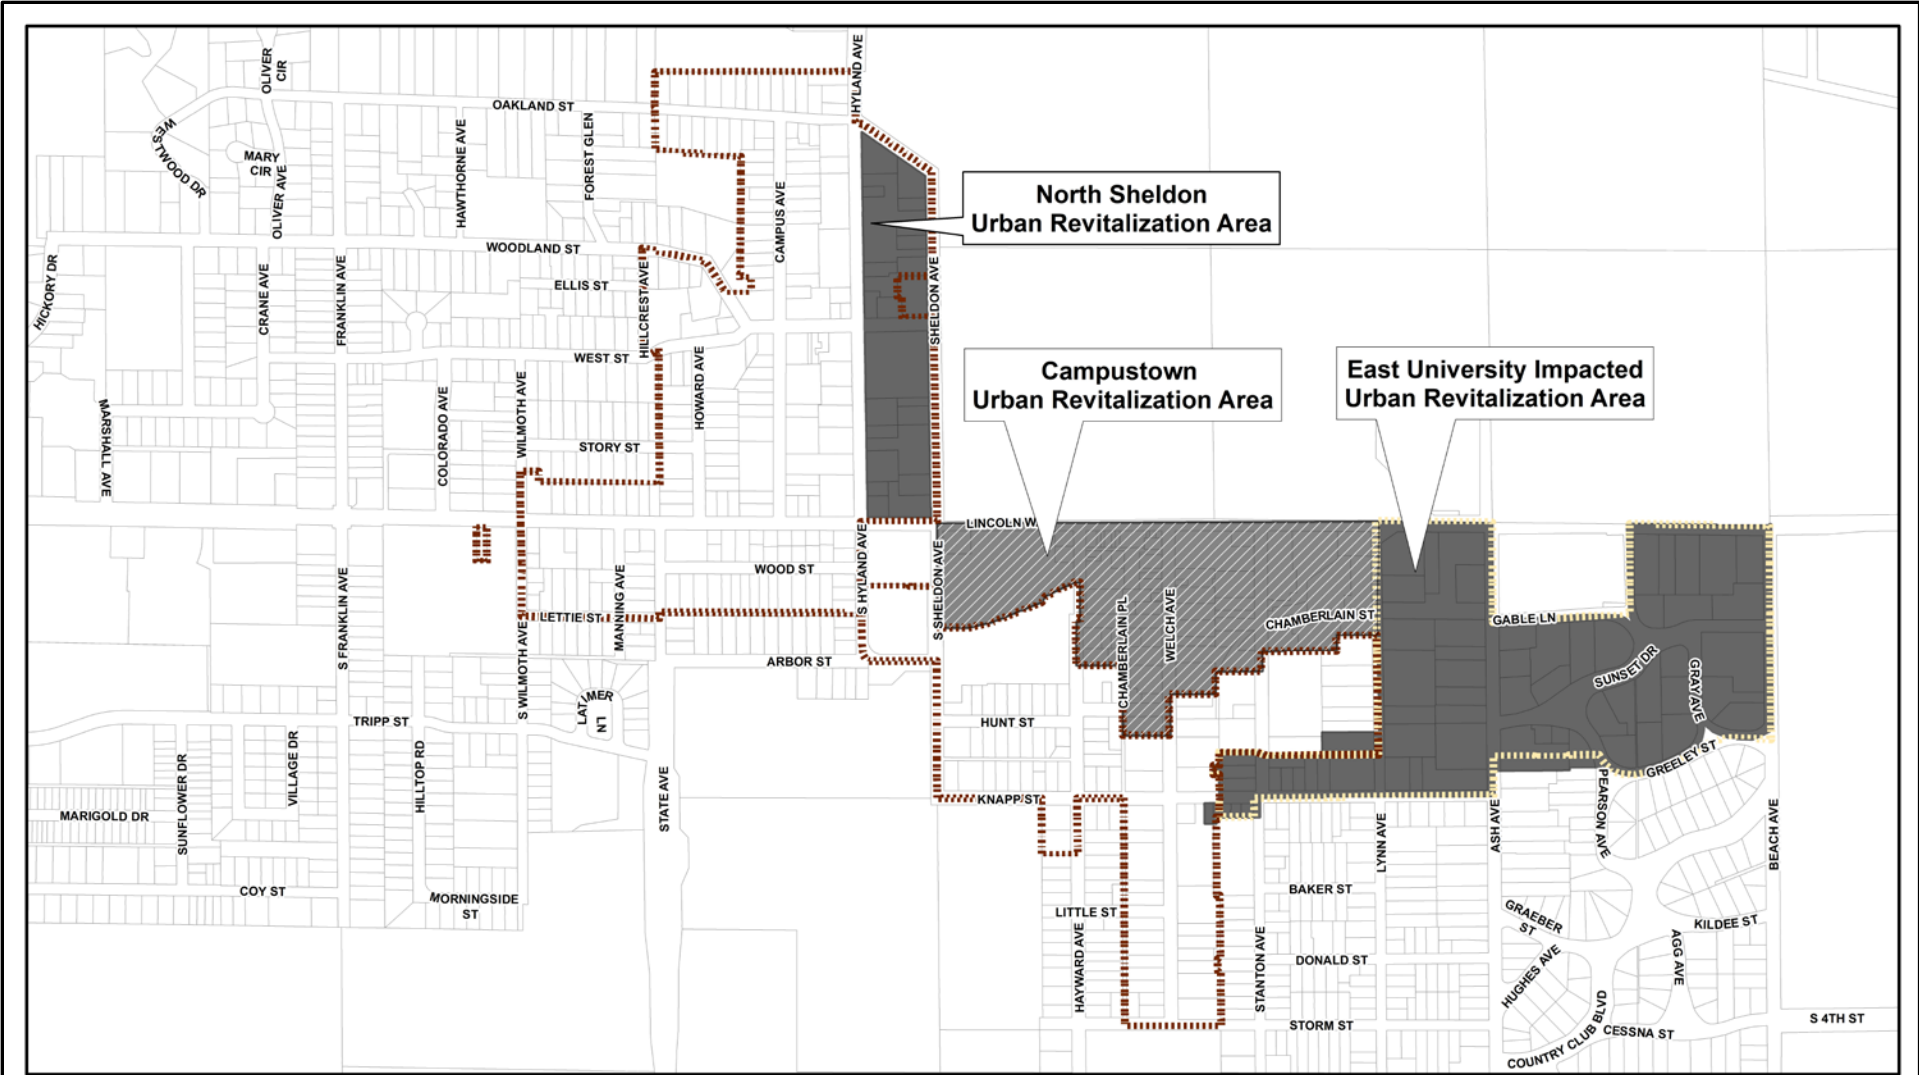 OLIVER
CIR
HYLAND AVE
OAKLAND ST
WESTWOOD DR
MARY
CIR
OLIVER AVE
HAWTHORNE AVE
FOREST GLEN
CAMPUS AVE
North Sheldon
Urban Revitalization Area
HICKORY DR
CRANE AVE
FRANKLIN AVE
WOODLAND ST
ELLIS ST
HILLCREST AVE
SHELDON AVE
WEST ST
HOWARD AVE
Campustown
Urban Revitalization Area
East University Impacted
Urban Revitalization Area
MARSHALL AVE
COLORADO AVE
WILMOTH AVE
STORY ST
LINCOLN W
S FRANKLIN AVE
WOOD ST
S HYLAND AVE
S SHELDON AVE
LETTIE ST
MANNING AVE
S WILMOTH AVE
ARBOR ST
CHAMBERLAIN PL
WELCH AVE
CHAMBERLAIN ST
GABLE LN
SUNSET DR
GRAY AVE
LATIMER
LN
TRIPP ST
HUNT ST
GREELEY ST
SUNFLOWER DR
VILLAGE DR
HILLTOP RD
STATE AVE
KNAPP ST
MARIGOLD DR
LYNN AVE
ASH AVE
PEARSON AVE
BEACH AVE
COY ST
MORNINGSIDE
ST
BAKER ST
LITTLE ST
HAYWARD AVE
STANTON AVE
GRAEBER
ST
KILDEE ST
DONALD ST
HUGHES AVE
AGG AVE
STORM ST
COUNTRY CLUB BLVD
CESSNA ST
S 4TH ST